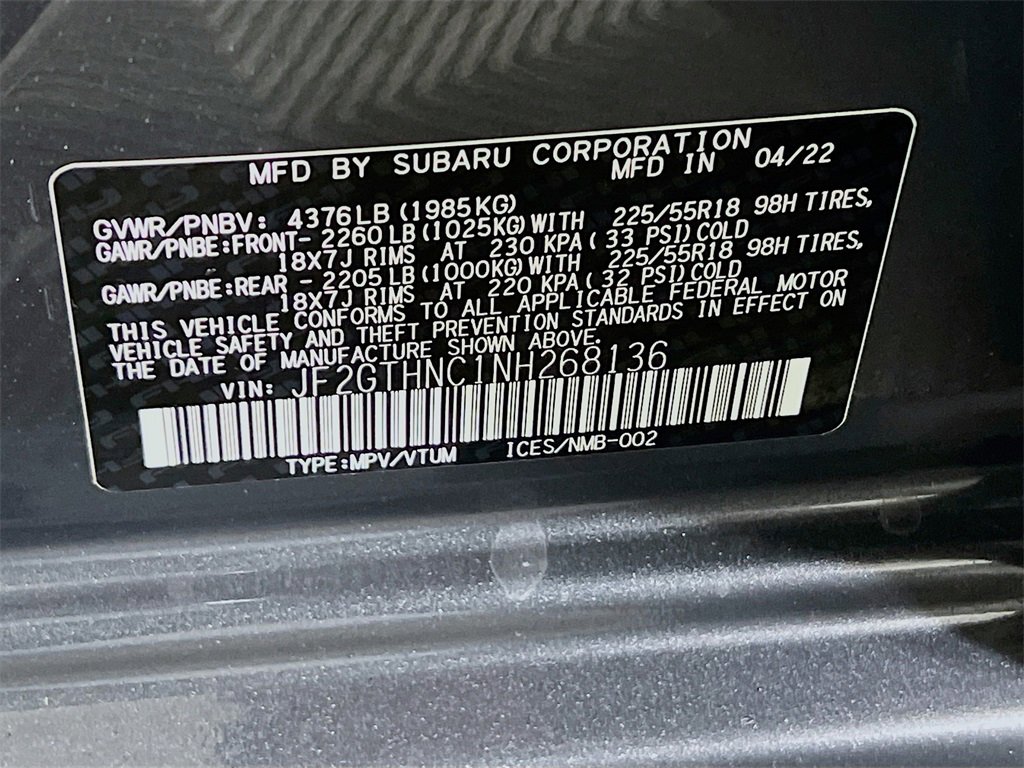 MFD BY SUBARU CORPORATION
MFD IN 04/22
GVWR/PNBV: 4376LB (1985KG)
GAWR/PNBE:FRONT- 2260LB (1025KG)WITH 225/55R18 98H TIRES,
18X7J RIMS AT 230 KPA( 33 PSI)COLD
GAWR/PNBE:REAR - 2205LB (1000KG)WITH 225/55R18 98H TIRES,
18X7J RIMS AT 220 KPA( 32 PSI)COLD
THIS VEHICLE CONFORMS TO ALL APPLICABLE FEDERAL MOTOR
VEHICLE SAFETY AND THEFT PREVENTION STANDARDS IN EFFECT ON
THE DATE OF MANUFACTURE SHOWN ABOVE.
VIN: JF2GTHNC1NH268136
TYPE:MPV/VTUM ICES/NMB-002